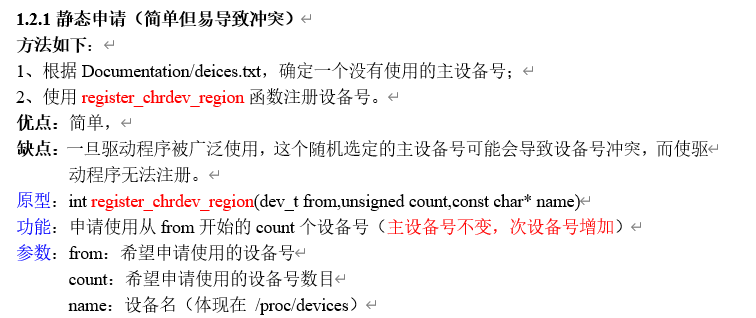 1.2.1 静态申请（简单但易导致冲突）
方法如下：
1、根据 Documentation/deices.txt，确定一个没有使用的主设备号；
2、使用 register_chrdev_region 函数注册设备号。
优点：简单，
缺点：一旦驱动程序被广泛使用，这个随机选定的主设备号可能会导致设备号冲突，而使驱
动程序无法注册。
原型：int register_chrdev_region(dev_t from,unsigned count,const char* name)
功能：申请使用从 from 开始的 count 个设备号（主设备号不变，次设备号增加）
参数：from：希望申请使用的设备号
count：希望申请使用的设备号数目
name：设备名（体现在 /proc/devices）